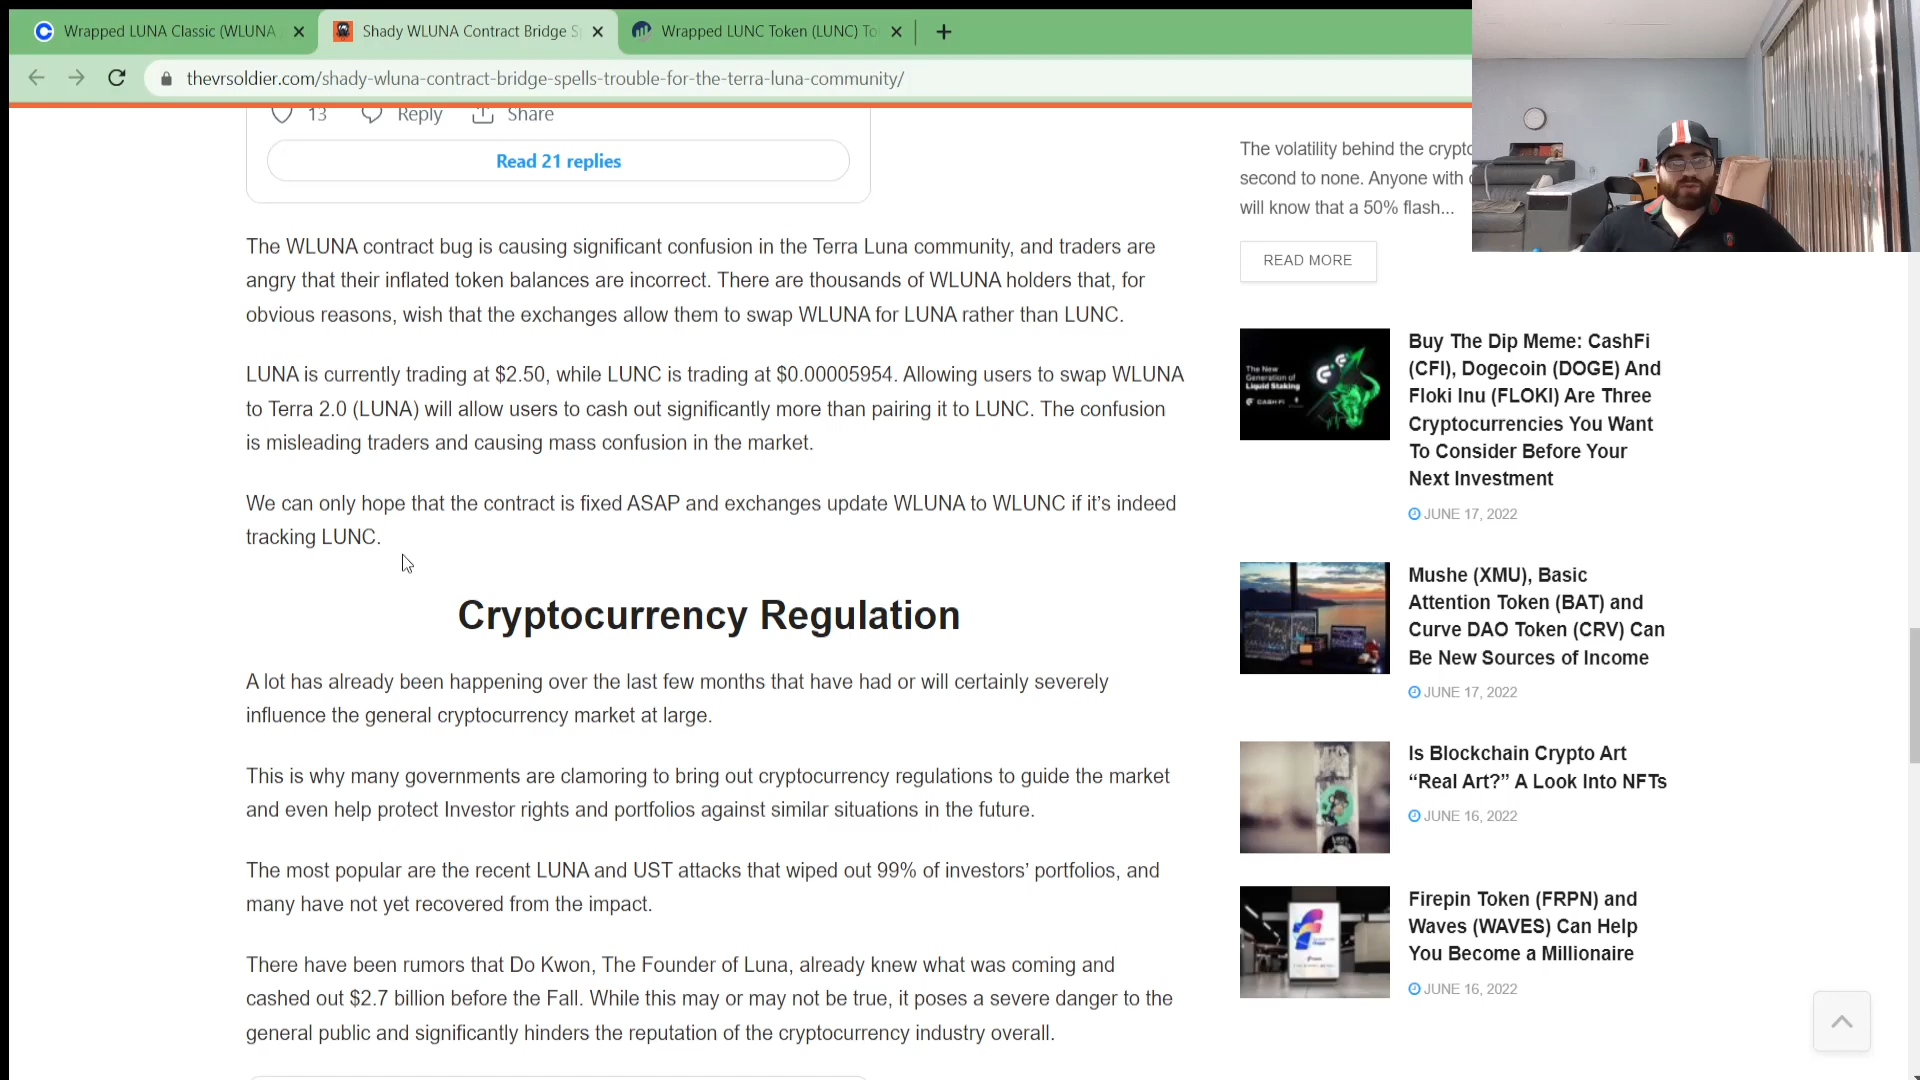 Wrapped LUNA Classic (WLUNA
Shady WLUNA Contract Bridge S
Wrapped LUNC Token (LUNC) To
thevrsoldier.com/shady-wluna-contract-bridge-spells-trouble-for-the-terra-luna-community/
13 Reply Share
Read 21 replies
The WLUNA contract bug is causing significant confusion in the Terra Luna community, and traders are
angry that their inflated token balances are incorrect. There are thousands of WLUNA holders that, for
obvious reasons, wish that the exchanges allow them to swap WLUNA for LUNA rather than LUNC.
LUNA is currently trading at $2.50, while LUNC is trading at $0.00005954. Allowing users to swap WLUNA
to Terra 2.0 (LUNA) will allow users to cash out significantly more than pairing it to LUNC. The confusion
is misleading traders and causing mass confusion in the market.
We can only hope that the contract is fixed ASAP and exchanges update WLUNA to WLUNC if it’s indeed
tracking LUNC.
Cryptocurrency Regulation
A lot has already been happening over the last few months that have had or will certainly severely
influence the general cryptocurrency market at large.
This is why many governments are clamoring to bring out cryptocurrency regulations to guide the market
and even help protect Investor rights and portfolios against similar situations in the future.
The most popular are the recent LUNA and UST attacks that wiped out 99% of investors’ portfolios, and
many have not yet recovered from the impact.
There have been rumors that Do Kwon, The Founder of Luna, already knew what was coming and
cashed out $2.7 billion before the Fall. While this may or may not be true, it poses a severe danger to the
general public and significantly hinders the reputation of the cryptocurrency industry overall.
The volatility behind the crypto
second to none. Anyone with
will know that a 50% flash...
READ MORE
The New
Generation of
Liquid Staking
CASHFI
Buy The Dip Meme: CashFi
(CFI), Dogecoin (DOGE) And
Floki Inu (FLOKI) Are Three
Cryptocurrencies You Want
To Consider Before Your
Next Investment
JUNE 17, 2022
Mushe (XMU), Basic
Attention Token (BAT) and
Curve DAO Token (CRV) Can
Be New Sources of Income
JUNE 17, 2022
Is Blockchain Crypto Art
“Real Art?” A Look Into NFTs
JUNE 16, 2022
Firepin Token (FRPN) and
Waves (WAVES) Can Help
You Become a Millionaire
JUNE 16, 2022